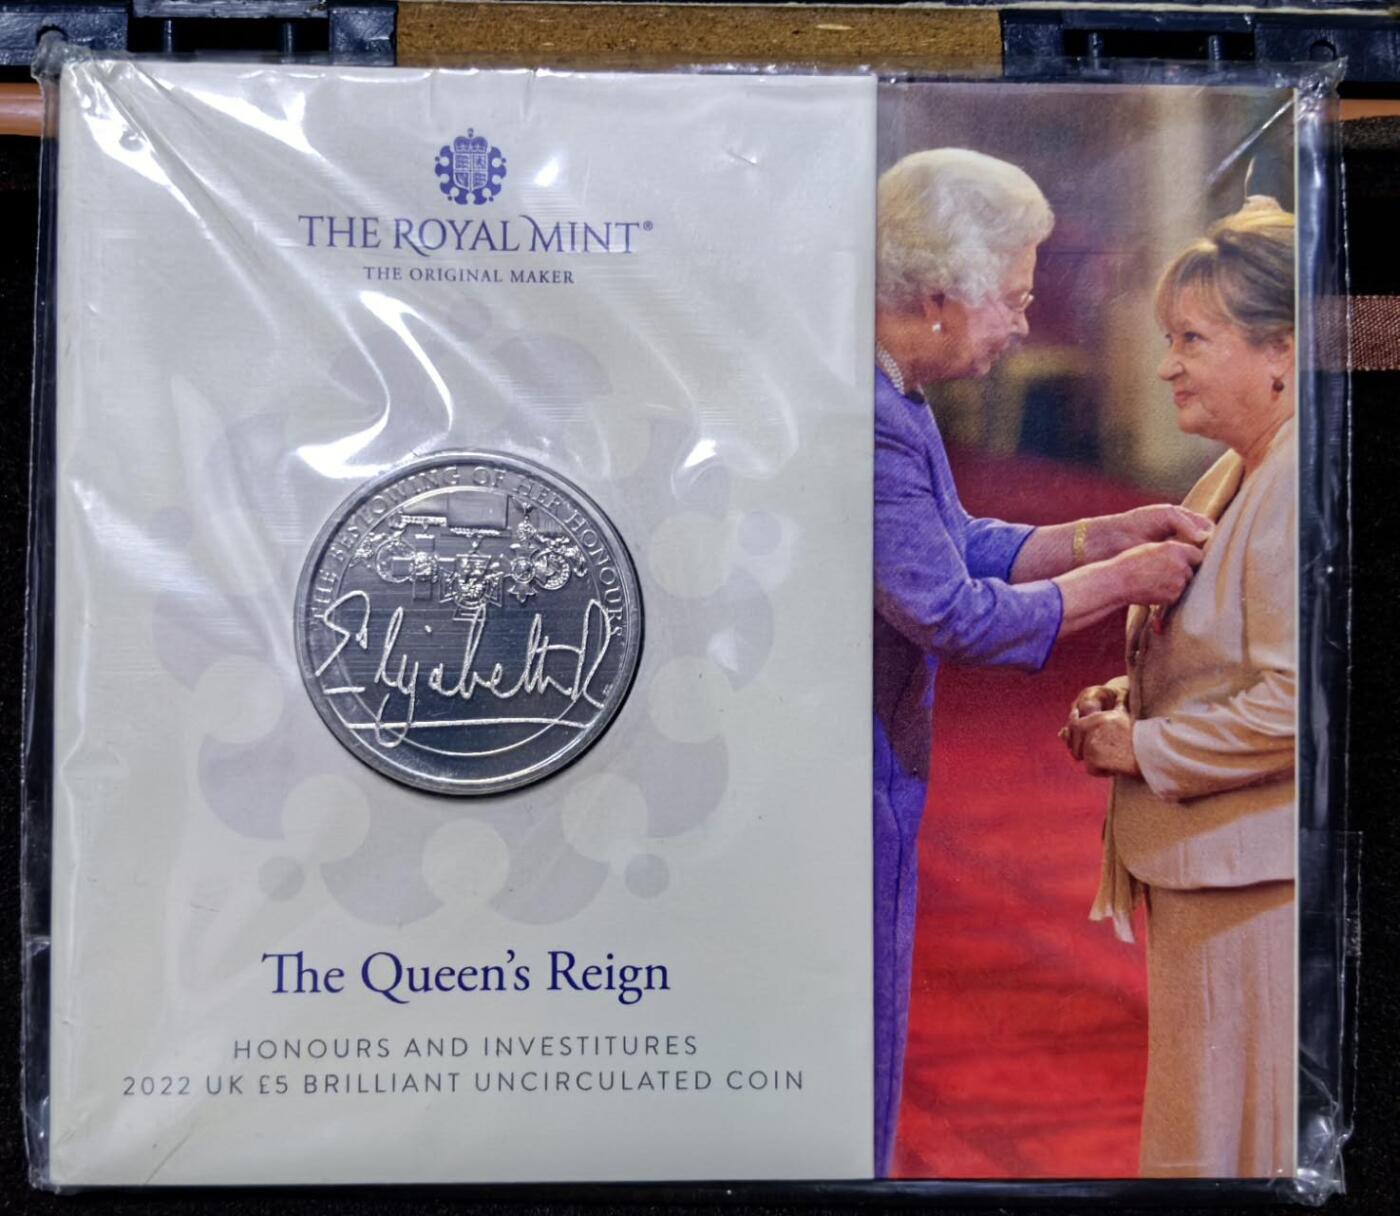 THE ROYAL MINT®
THE ORIGINAL MAKER
THE BESTOWING OF HER HONOURS
Elizabeth R
The Queen's Reign
HONOURS AND INVESTITURES
2022 UK £5 BRILLIANT UNCIRCULATED COIN